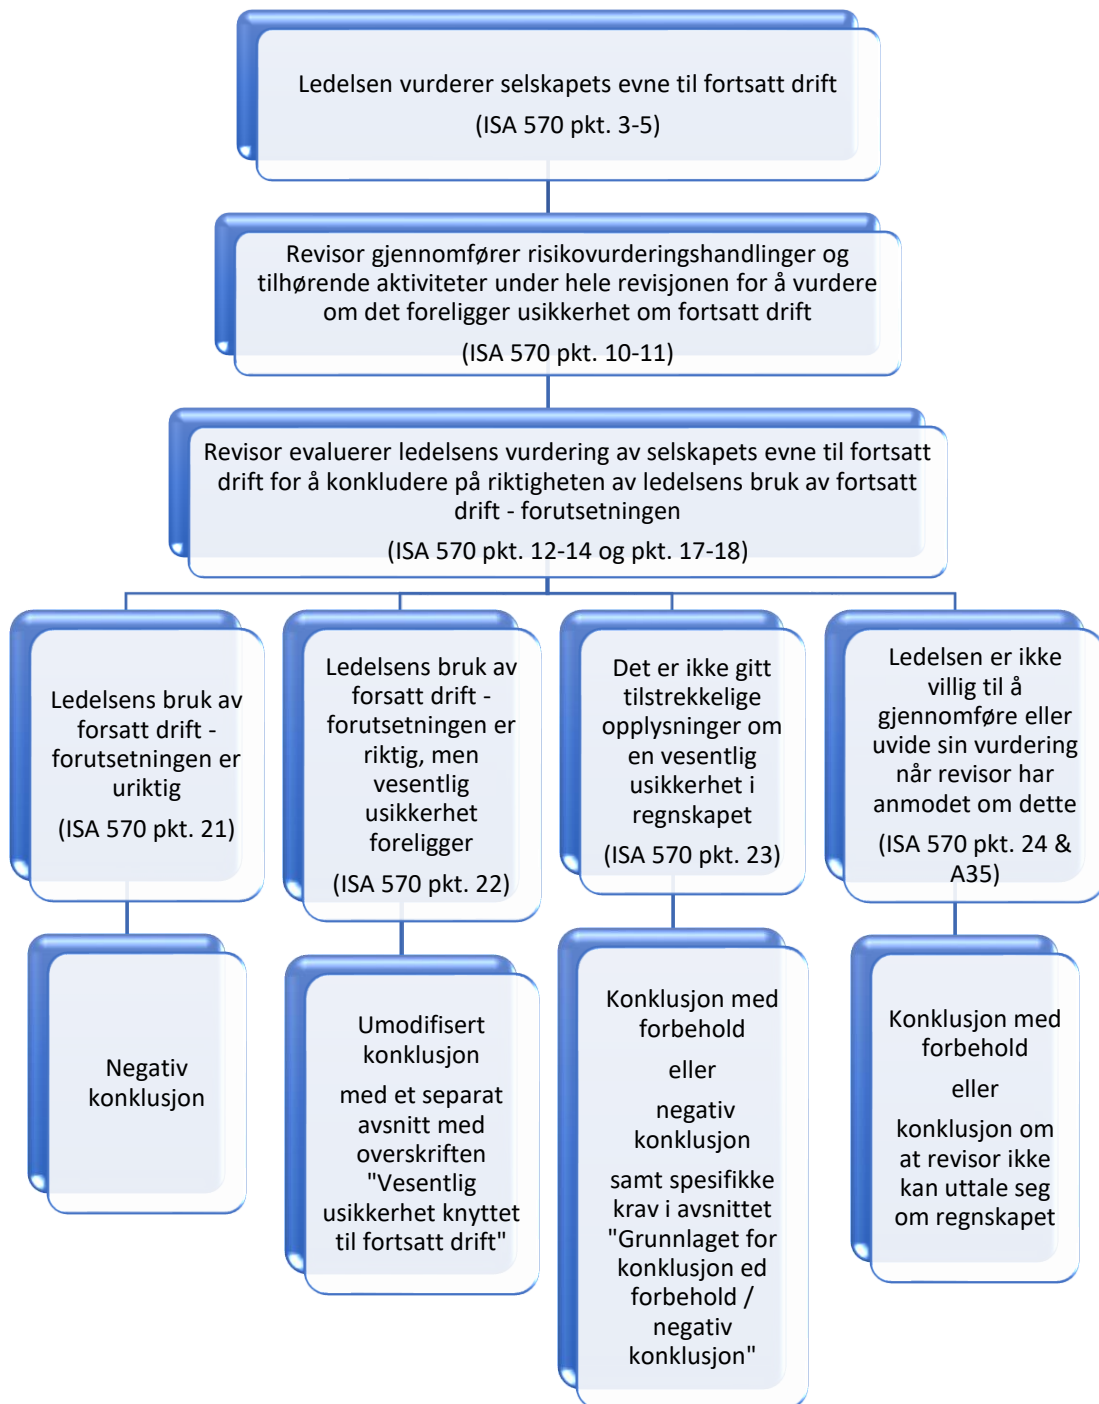 Ledelsen vurderer selskapets evne til fortsatt drift
(ISA 570 pkt. 3-5)
Revisor gjennomfører risikovurderingshandlinger og
tilhørende aktiviteter under hele revisjonen for å vurdere
om det foreligger usikkerhet om fortsatt drift
(ISA 570 pkt. 10-11)
Revisor evaluerer ledelsens vurdering av selskapets evne til fortsatt
drift for å konkludere på riktigheten av ledelsens bruk av fortsatt
drift - forutsetningen
(ISA 570 pkt. 12-14 og pkt. 17-18)
Ledelsens bruk av
forsatt drift -
forutsetningen er
uriktig
(ISA 570 pkt. 21)
Ledelsens bruk av
forsatt drift -
forutsetningen er
riktig, men
vesentlig
usikkerhet
foreligger
(ISA 570 pkt. 22)
Det er ikke gitt
tilstrekkelige
opplysninger om
en vesentlig
usikkerhet i
regnskapet
(ISA 570 pkt. 23)
Ledelsen er ikke
villig til å
gjennomføre eller
uvide sin vurdering
når revisor har
anmodet om dette
(ISA 570 pkt. 24 &
A35)
Negativ
konklusjon
Umodifisert
konklusjon
med et separat
avsnitt med
overskriften
"Vesentlig
usikkerhet knyttet
til fortsatt drift"
Konklusjon med
forbehold
eller
negativ
konklusjon
samt spesifikke
krav i avsnittet
"Grunnlaget for
konklusjon ed
forbehold /
negativ
konklusjon"
Konklusjon med
forbehold
eller
konklusjon om
at revisor ikke
kan uttale seg
om regnskapet